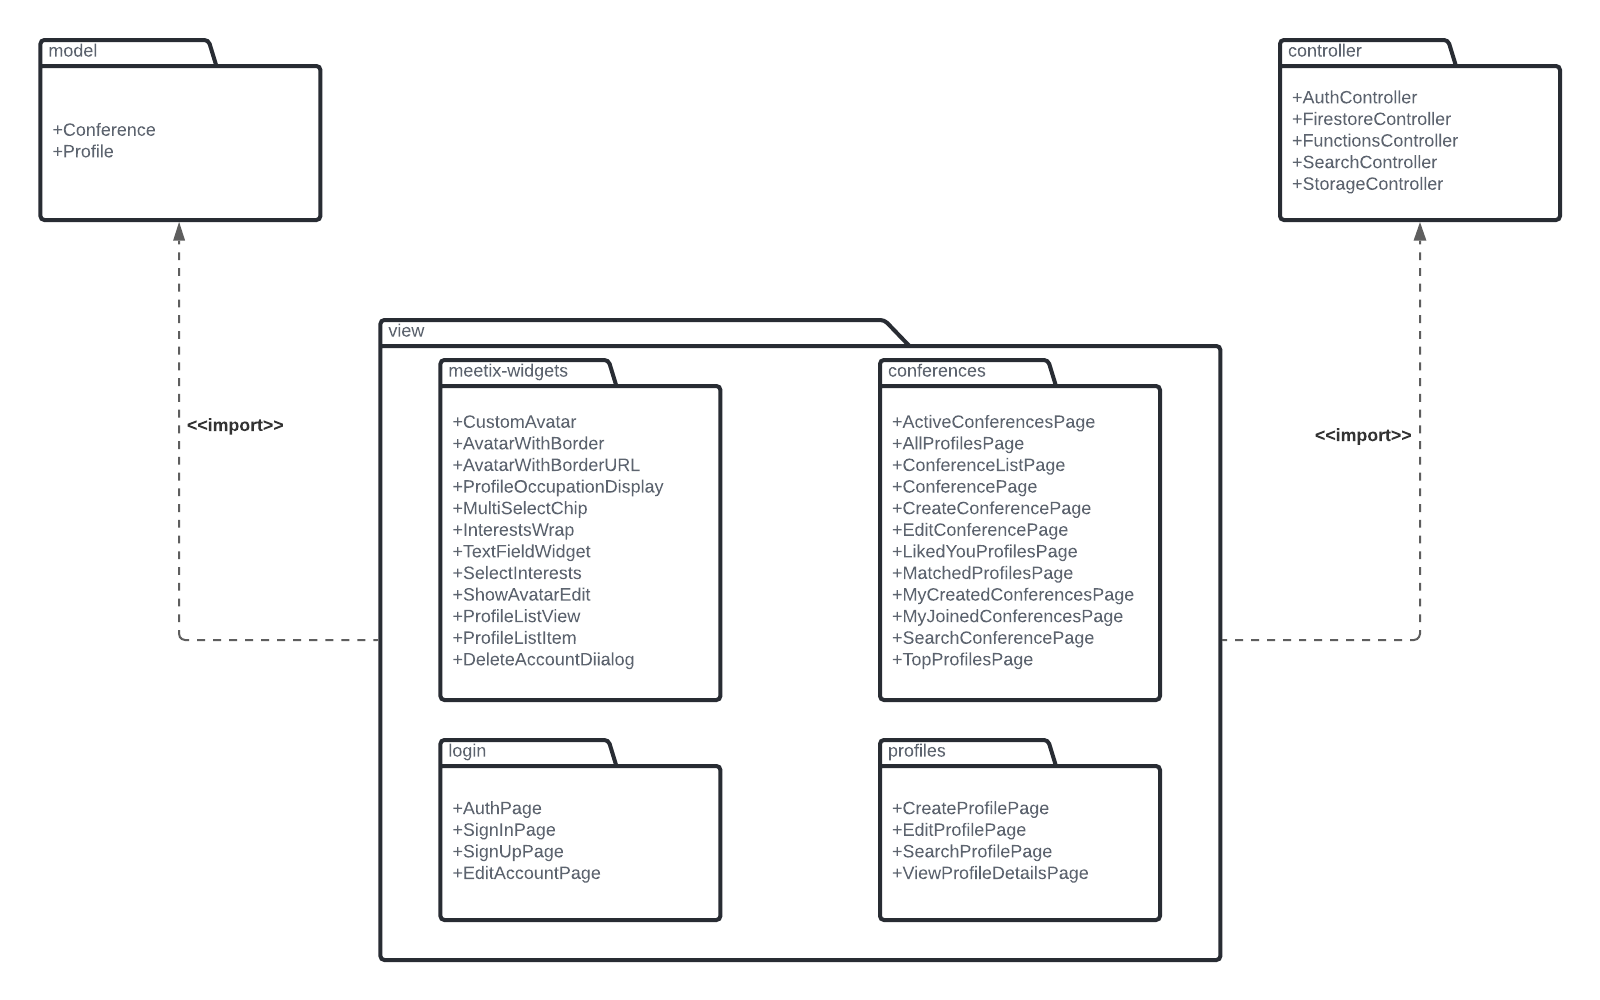 model
+Conference
+Profile
controller
+AuthController
+FirestoreController
+FunctionsController
+SearchController
+StorageController
<<import>>
<<import>>
view
meetix-widgets
+CustomAvatar
+AvatarWithBorder
+AvatarWithBorderURL
+ProfileOccupationDisplay
+MultiSelectChip
+InterestsWrap
+TextFieldWidget
+SelectInterests
+ShowAvatarEdit
+ProfileListView
+ProfileListItem
+DeleteAccountDiialog
conferences
+ActiveConferencesPage
+AllProfilesPage
+ConferenceListPage
+ConferencePage
+CreateConferencePage
+EditConferencePage
+LikedYouProfilesPage
+MatchedProfilesPage
+MyCreatedConferencesPage
+MyJoinedConferencesPage
+SearchConferencePage
+TopProfilesPage
login
+AuthPage
+SignInPage
+SignUpPage
+EditAccountPage
profiles
+CreateProfilePage
+EditProfilePage
+SearchProfilePage
+ViewProfileDetailsPage